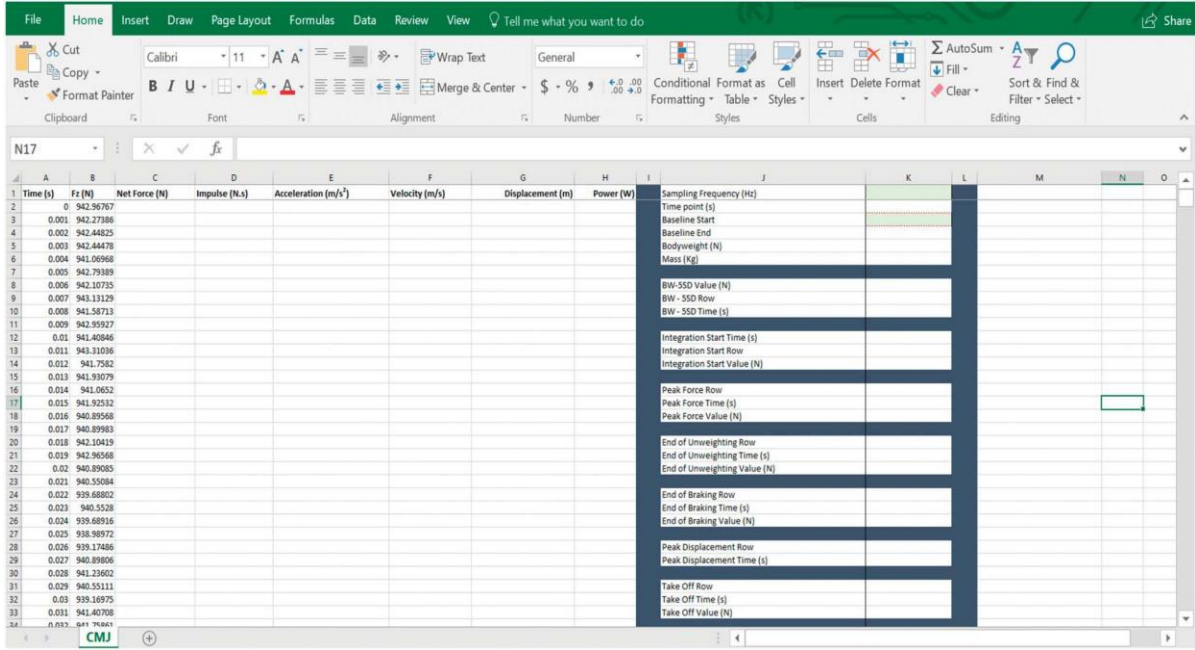 File Home Insert Draw Page Layout Formulas Data Review View Tell me what you want to do Share
Cut
Copy
Format Painter
Paste
Calibri 11 A A
B I U A
Wrap Text
Merge & Center
General
$ % , .0 .00 .00 .0
Conditional Formatting
Format as Table
Cell Styles
Insert Delete Format
AutoSum
Fill
Clear
Sort & Filter
Find & Select
Clipboard Font Alignment Number Styles Cells Editing
N17 fx
A B C D E F G H I J K L M N O
1 Time (s) Fz (N) Net Force (N) Impulse (N.s) Acceleration (m/s²) Velocity (m/s) Displacement (m) Power (W) Sampling Frequency (Hz)
2 0 942.96767 Time point (s)
3 0.001 942.27386 Baseline Start
4 0.002 942.44825 Baseline End
5 0.003 942.44478 Bodyweight (N)
6 0.004 941.06968 Mass (Kg)
7 0.005 942.79389
8 0.006 942.10735 BW-5SD Value (N)
9 0.007 943.13129 BW - 5SD Row
10 0.008 941.58713 BW - 5SD Time (s)
11 0.009 942.95927
12 0.01 941.40846 Integration Start Time (s)
13 0.011 943.31036 Integration Start Row
14 0.012 941.7582 Integration Start Value (N)
15 0.013 941.93079
16 0.014 941.0652 Peak Force Row
17 0.015 941.92532 Peak Force Time (s)
18 0.016 940.89568 Peak Force Value (N)
19 0.017 940.89983
20 0.018 942.10419 End of Unweighting Row
21 0.019 942.96568 End of Unweighting Time (s)
22 0.02 940.89085 End of Unweighting Value (N)
23 0.021 940.55084
24 0.022 939.68802 End of Braking Row
25 0.023 940.5528 End of Braking Time (s)
26 0.024 939.68916 End of Braking Value (N)
27 0.025 938.98972
28 0.026 939.17486 Peak Displacement Row
29 0.027 940.89806 Peak Displacement Time (s)
30 0.028 941.23602
31 0.029 940.55111 Take Off Row
32 0.03 939.16975 Take Off Time (s)
33 0.031 941.40708 Take Off Value (N)
34 0.032 941.75861
CMJ